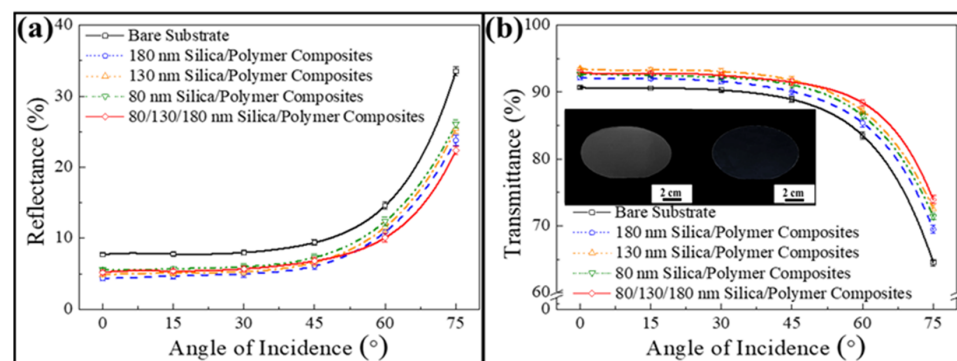 (a)
40
30
20
10
0
Reflectance (%)
Bare Substrate
180 nm Silica/Polymer Composites
130 nm Silica/Polymer Composites
80 nm Silica/Polymer Composites
80/130/180 nm Silica/Polymer Composites
0 15 30 45 60 75
Angle of Incidence (°)
(b)
100
90
80
70
60
Transmittance (%)
2 cm 2 cm
Bare Substrate
180 nm Silica/Polymer Composites
130 nm Silica/Polymer Composites
80 nm Silica/Polymer Composites
80/130/180 nm Silica/Polymer Composites
0 15 30 45 60 75
Angle of Incidence (°)